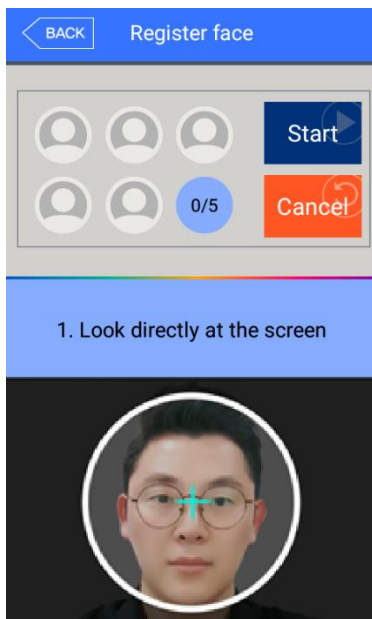 BACK
Register face
Start
0/5
Cancel
1. Look directly at the screen